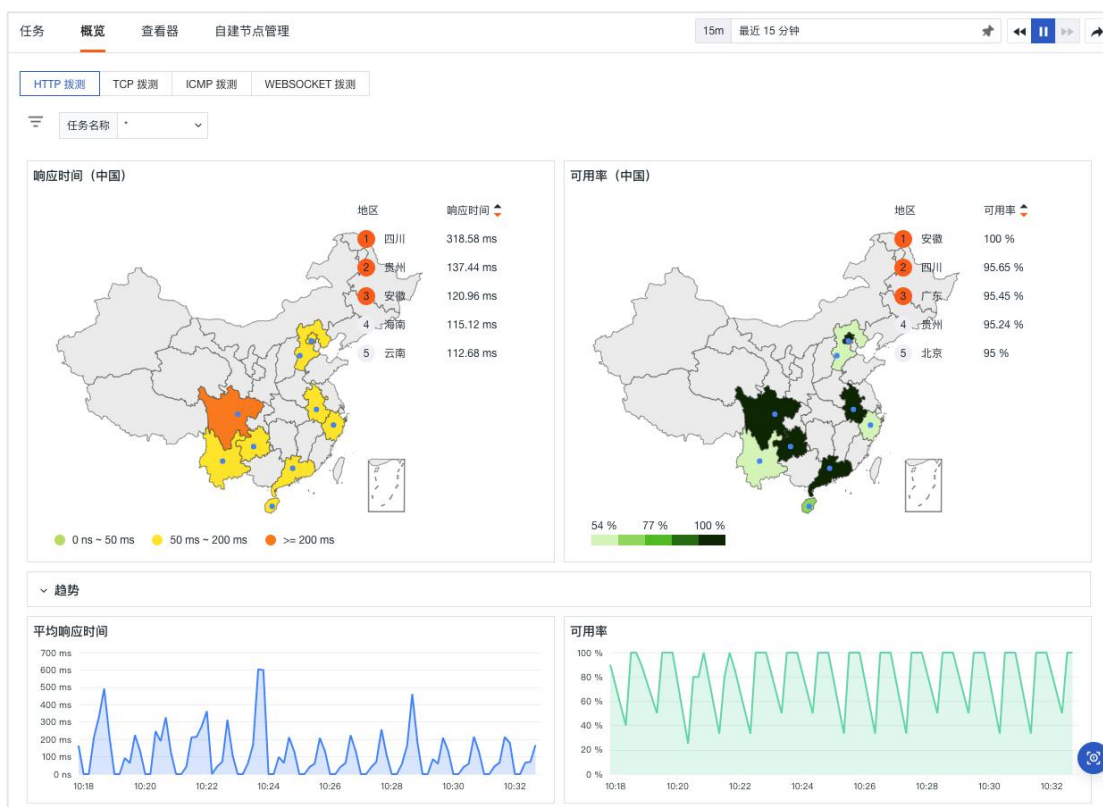 任务 概览 查看器 自建节点管理 15m 最近 15 分钟
HTTP 拨测 TCP 拨测 ICMP 拨测 WEBSOCKET 拨测
任务名称 *
响应时间（中国）
地区 响应时间
1 四川 318.58 ms
2 贵州 137.44 ms
3 安徽 120.96 ms
4 海南 115.12 ms
5 云南 112.68 ms
0 ns ~ 50 ms 50 ms ~ 200 ms >= 200 ms
可用率（中国）
地区 可用率
1 安徽 100 %
2 四川 95.65 %
3 广东 95.45 %
4 贵州 95.24 %
5 北京 95 %
54 % 77 % 100 %
趋势
平均响应时间
700 ms
600 ms
500 ms
400 ms
300 ms
200 ms
100 ms
0 ns
10:18 10:20 10:22 10:24 10:26 10:28 10:30 10:32
可用率
100 %
80 %
60 %
40 %
20 %
0 %
10:18 10:20 10:22 10:24 10:26 10:28 10:30 10:32